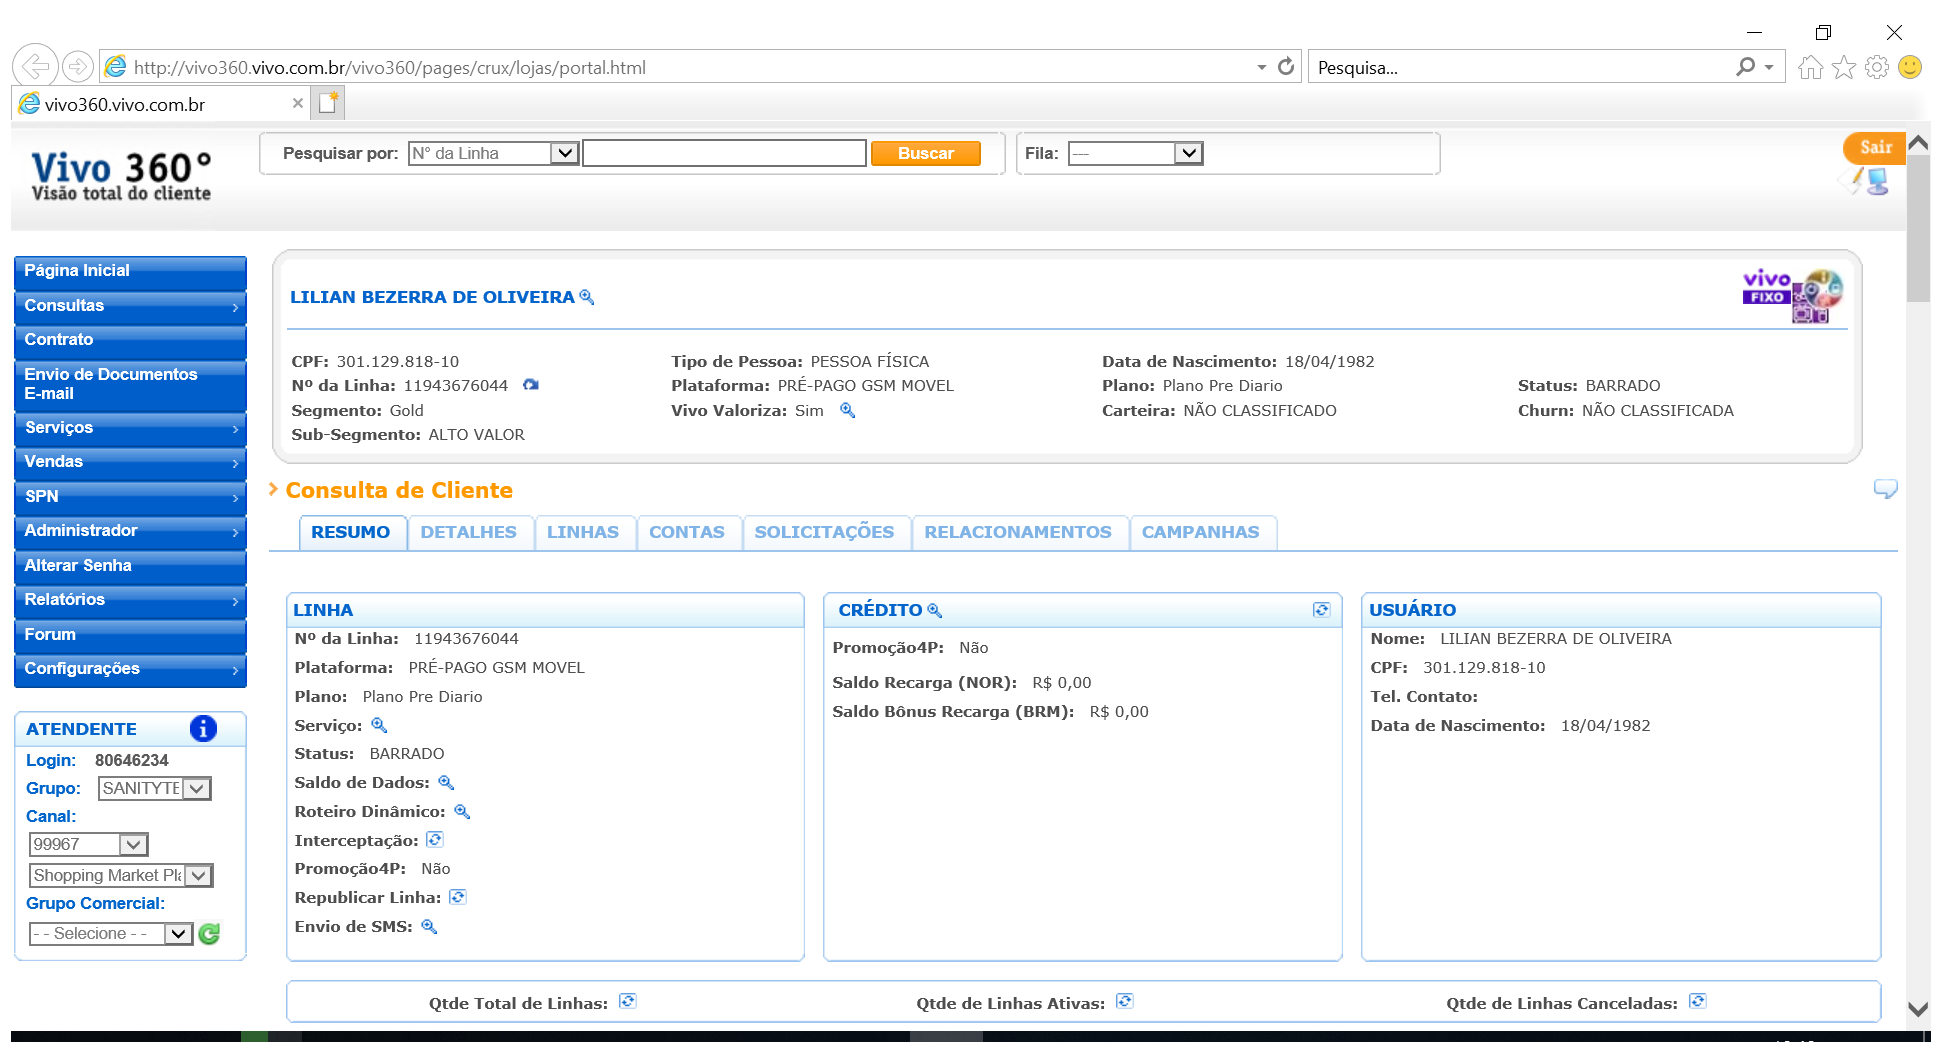 http://vivo360.vivo.com.br/vivo360/pages/crux/lojas/portal.html
Pesquisa...
vivo360.vivo.com.br
Vivo 360°
Visão total do cliente
Pesquisar por: N° da Linha Buscar
Fila: ---
Sair
Página Inicial
Consultas
Contrato
Envio de Documentos
E-mail
Serviços
Vendas
SPN
Administrador
Alterar Senha
Relatórios
Forum
Configurações
ATENDENTE
Login: 80646234
Grupo: SANITYTE
Canal:
99967
Shopping Market Pla
Grupo Comercial:
- - Selecione - -
LILIAN BEZERRA DE OLIVEIRA
vivo
FIXO
CPF: 301.129.818-10 Tipo de Pessoa: PESSOA FÍSICA Data de Nascimento: 18/04/1982
Nº da Linha: 11943676044 Plataforma: PRÉ-PAGO GSM MOVEL Plano: Plano Pre Diario Status: BARRADO
Segmento: Gold Vivo Valoriza: Sim Carteira: NÃO CLASSIFICADO Churn: NÃO CLASSIFICADA
Sub-Segmento: ALTO VALOR
Consulta de Cliente
RESUMO DETALHES LINHAS CONTAS SOLICITAÇÕES RELACIONAMENTOS CAMPANHAS
LINHA
Nº da Linha: 11943676044
Plataforma: PRÉ-PAGO GSM MOVEL
Plano: Plano Pre Diario
Serviço:
Status: BARRADO
Saldo de Dados:
Roteiro Dinâmico:
Interceptação:
Promoção4P: Não
Republicar Linha:
Envio de SMS:
CRÉDITO
Promoção4P: Não
Saldo Recarga (NOR): R$ 0,00
Saldo Bônus Recarga (BRM): R$ 0,00
USUÁRIO
Nome: LILIAN BEZERRA DE OLIVEIRA
CPF: 301.129.818-10
Tel. Contato:
Data de Nascimento: 18/04/1982
Qtde Total de Linhas: Qtde de Linhas Ativas: Qtde de Linhas Canceladas: